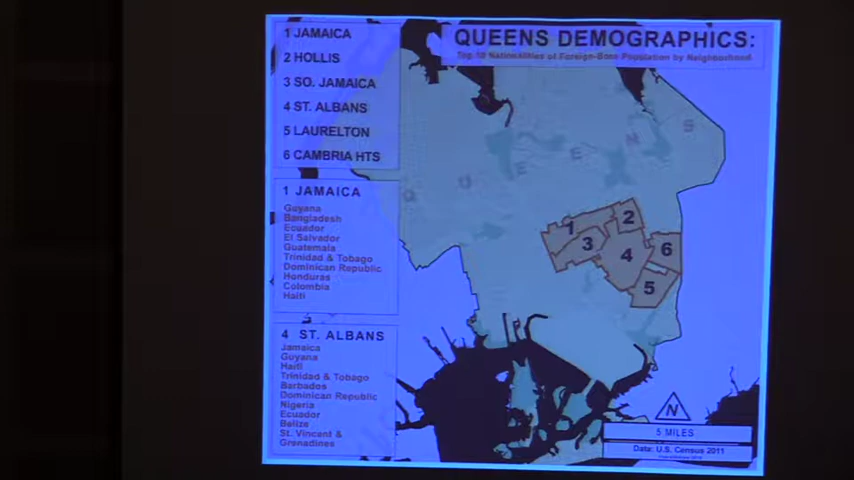 QUEENS DEMOGRAPHICS:
Top 10 Nationalities of Foreign-Born Population by Neighborhood
1 JAMAICA
2 HOLLIS
3 SO. JAMAICA
4 ST. ALBANS
5 LAURELTON
6 CAMBRIA HTS
1 JAMAICA
Guyana
Bangladesh
Ecuador
El Salvador
Guatemala
Trinidad & Tobago
Dominican Republic
Honduras
Colombia
Haiti
4 ST. ALBANS
Jamaica
Guyana
Haiti
Trinidad & Tobago
Barbados
Dominican Republic
Nigeria
Ecuador
Belize
St. Vincent &
Grenadines
Q U E E N S
1
2
3
4
6
5
N
5 MILES
Data: U.S. Census 2011